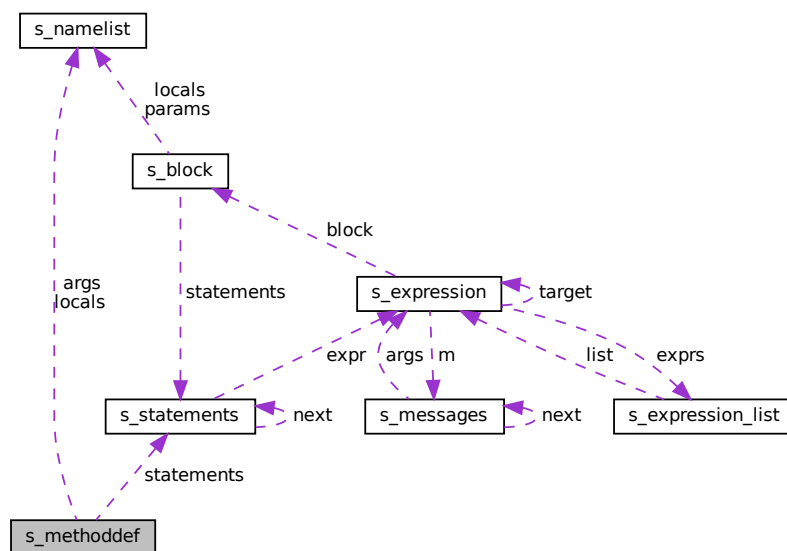 s_namelist
locals
params
s_block
block
args
locals
statements
s_expression
target
expr
args
m
list
exprs
s_statements
next
s_messages
next
s_expression_list
statements
s_methoddef